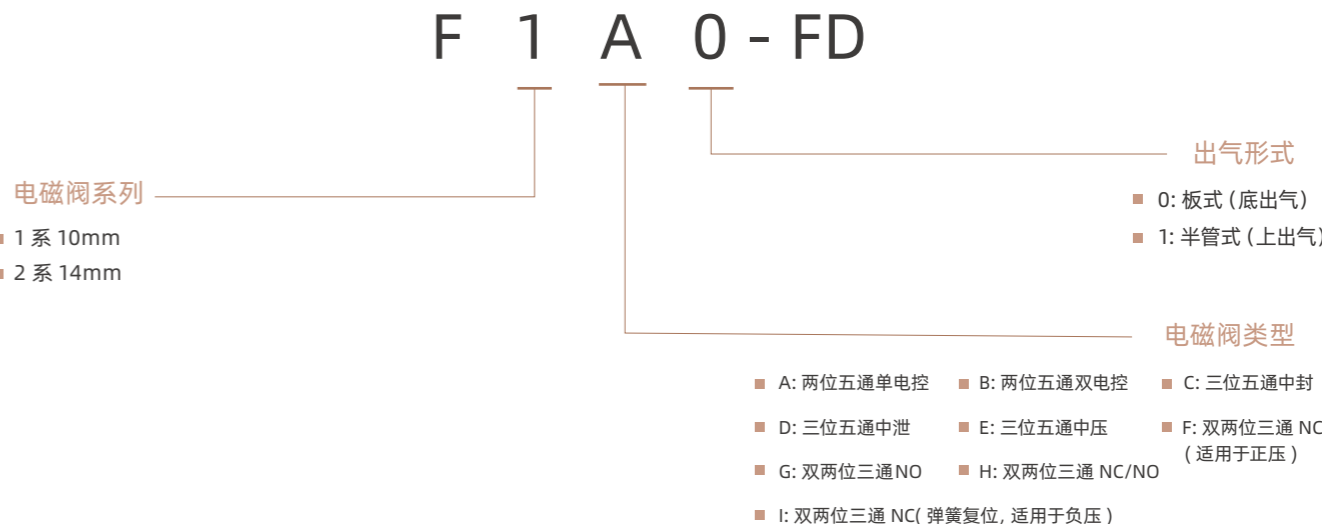 F 1 A 0 - FD
出气形式
0: 板式 (底出气)
1: 半管式 (上出气)
电磁阀系列
1 系 10mm
2 系 14mm
电磁阀类型
A: 两位五通单电控 B: 两位五通双电控 C: 三位五通中封
D: 三位五通中泄 E: 三位五通中压 F: 双两位三通 NC
( 适用于正压 )
G: 双两位三通NO H: 双两位三通 NC/NO
I: 双两位三通 NC( 弹簧复位, 适用于负压 )